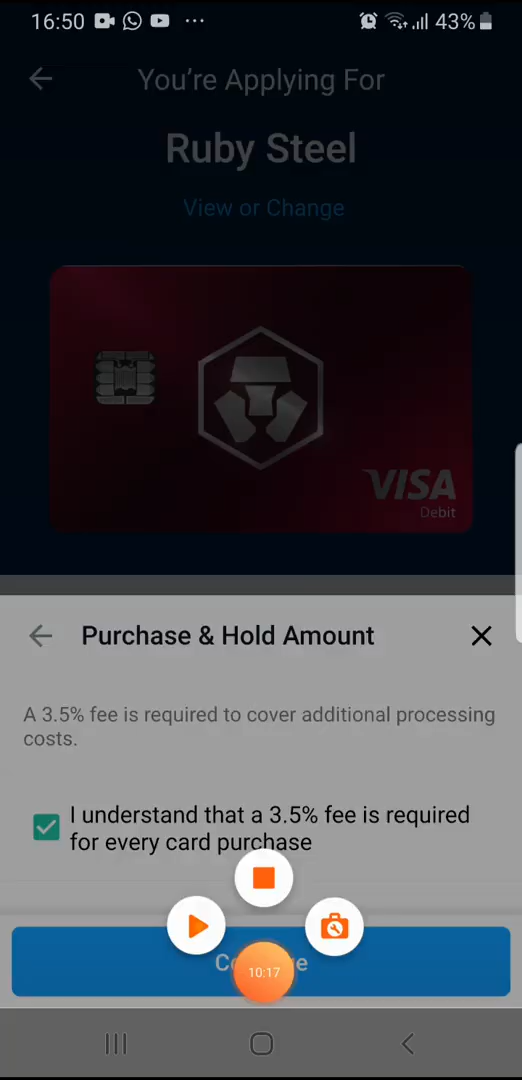 16:50 ... 43%
You're Applying For
Ruby Steel
View or Change
VISA
Debit
Purchase & Hold Amount
A 3.5% fee is required to cover additional processing
costs.
I understand that a 3.5% fee is required
for every card purchase
10:17